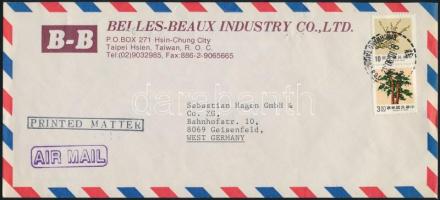 B-B
BELLES-BEAUX INDUSTRY CO.,LTD.
P.O.BOX 271 Hsin-Chung City
Taipei Hsien, Taiwan, R. O. C.
Tel:(02)9032985, Fax:886-2-9065665
Sebastian Hagen GmbH &
Co. KG.
Bahnhofstr. 10,
8069 Geisenfeld,
WEST GERMANY
PRINTED MATTER
AIR MAIL
darabanth